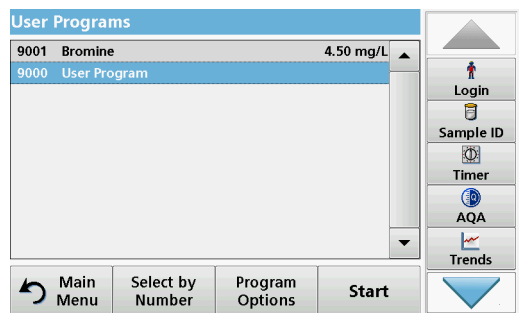 User Programs
9001 Bromine 4.50 mg/L
9000 User Program
Login
Sample ID
Timer
AQA
Trends
Main
Menu
Select by
Number
Program
Options
Start